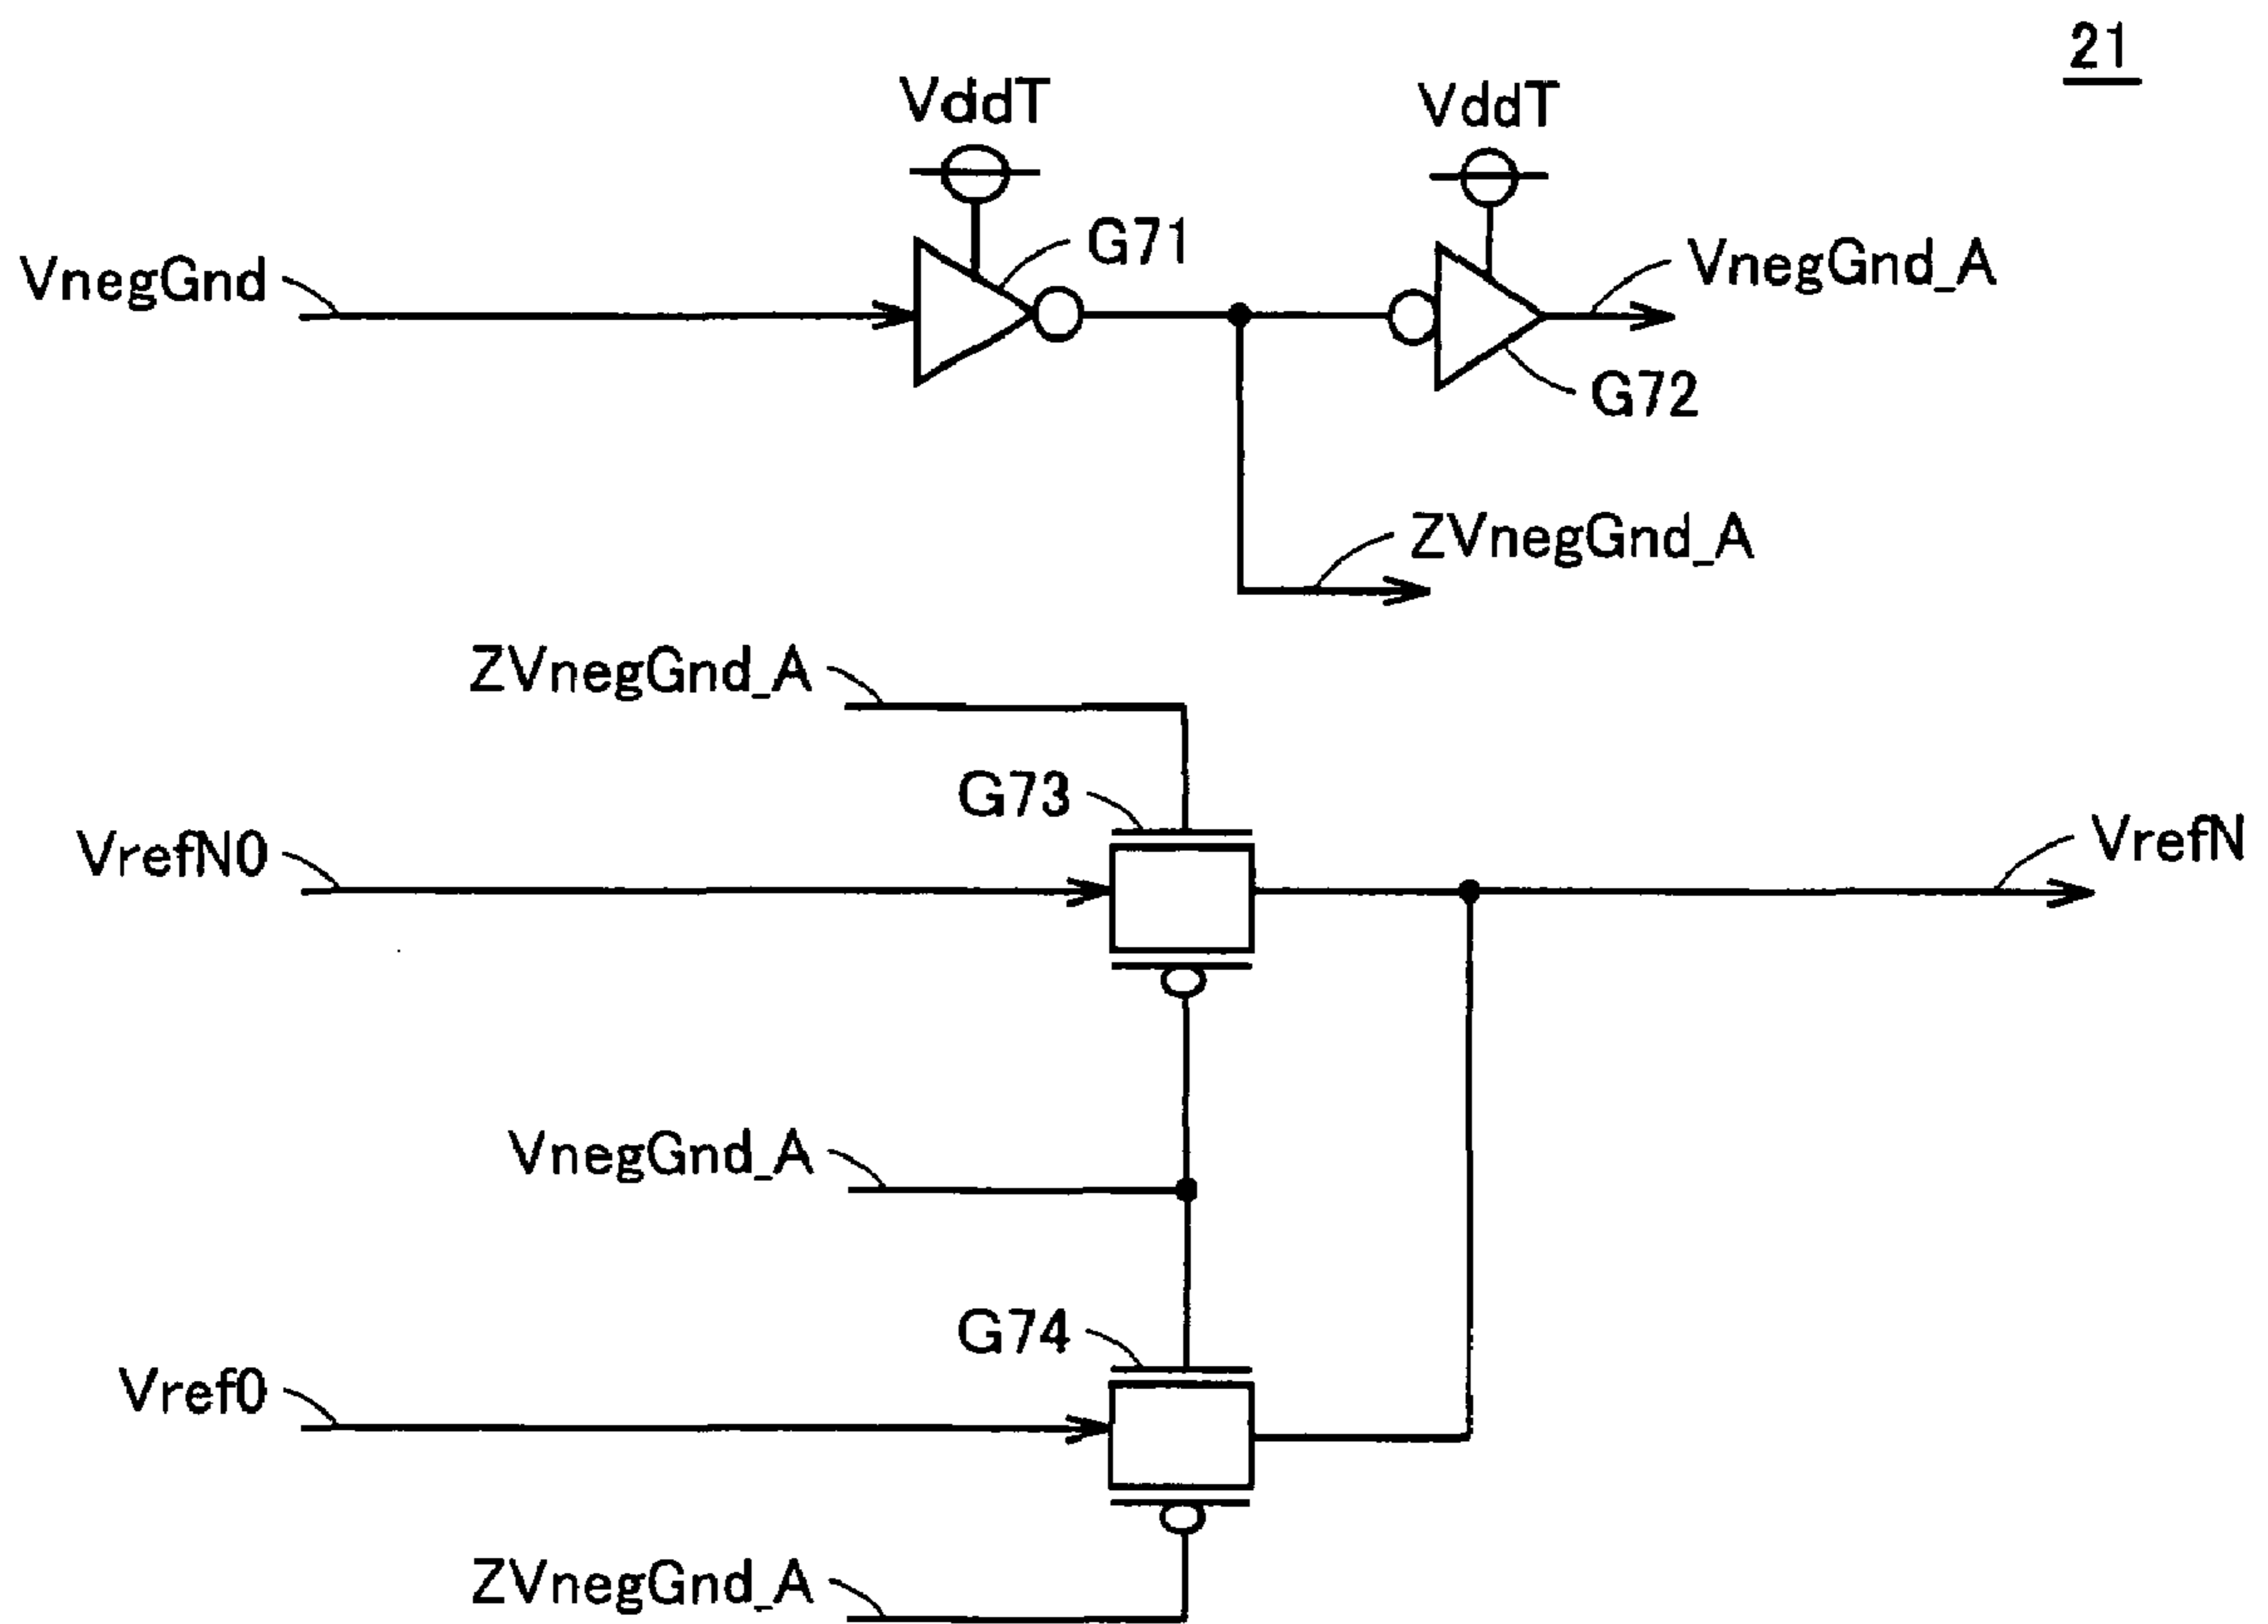 21
VddT
VddT
G71
VnegGnd
VnegGnd_A
G72
ZVnegGnd_A
ZVnegGnd_A
G73
VrefN0
VrefN
VnegGnd_A
G74
Vref0
ZVnegGnd_A